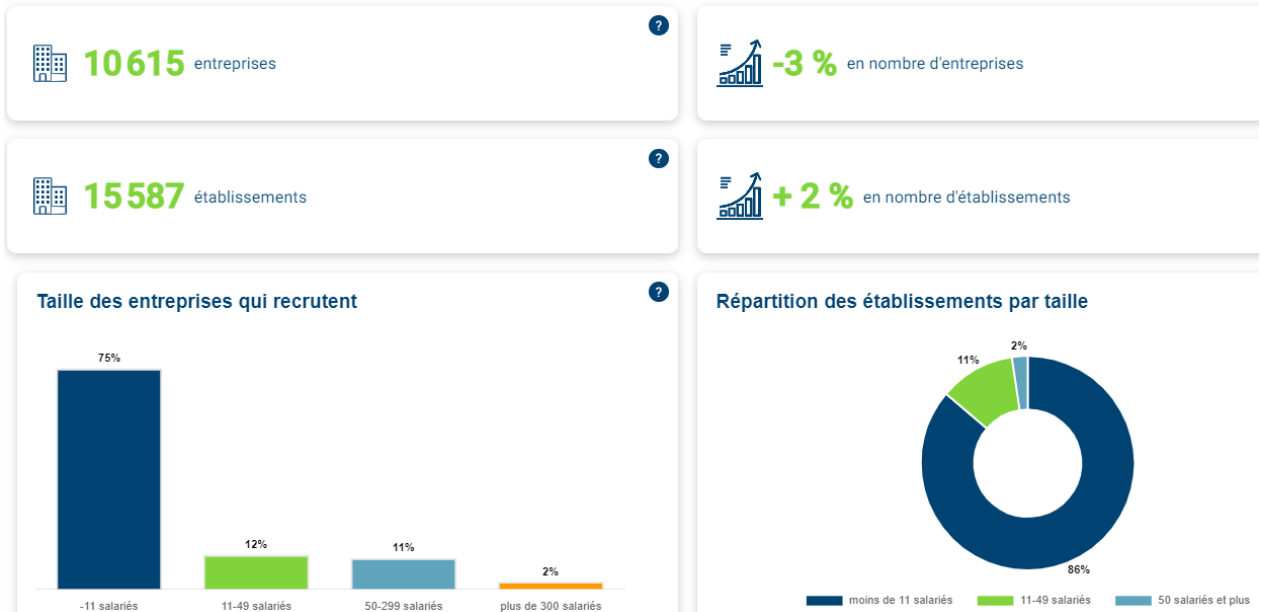 10 615 entreprises
?
-3 % en nombre d'entreprises
15 587 établissements
?
+ 2 % en nombre d'établissements
Taille des entreprises qui recrutent
?
75%
12%
11%
2%
-11 salariés
11-49 salariés
50-299 salariés
plus de 300 salariés
Répartition des établissements par taille
2%
11%
86%
moins de 11 salariés
11-49 salariés
50 salariés et plus